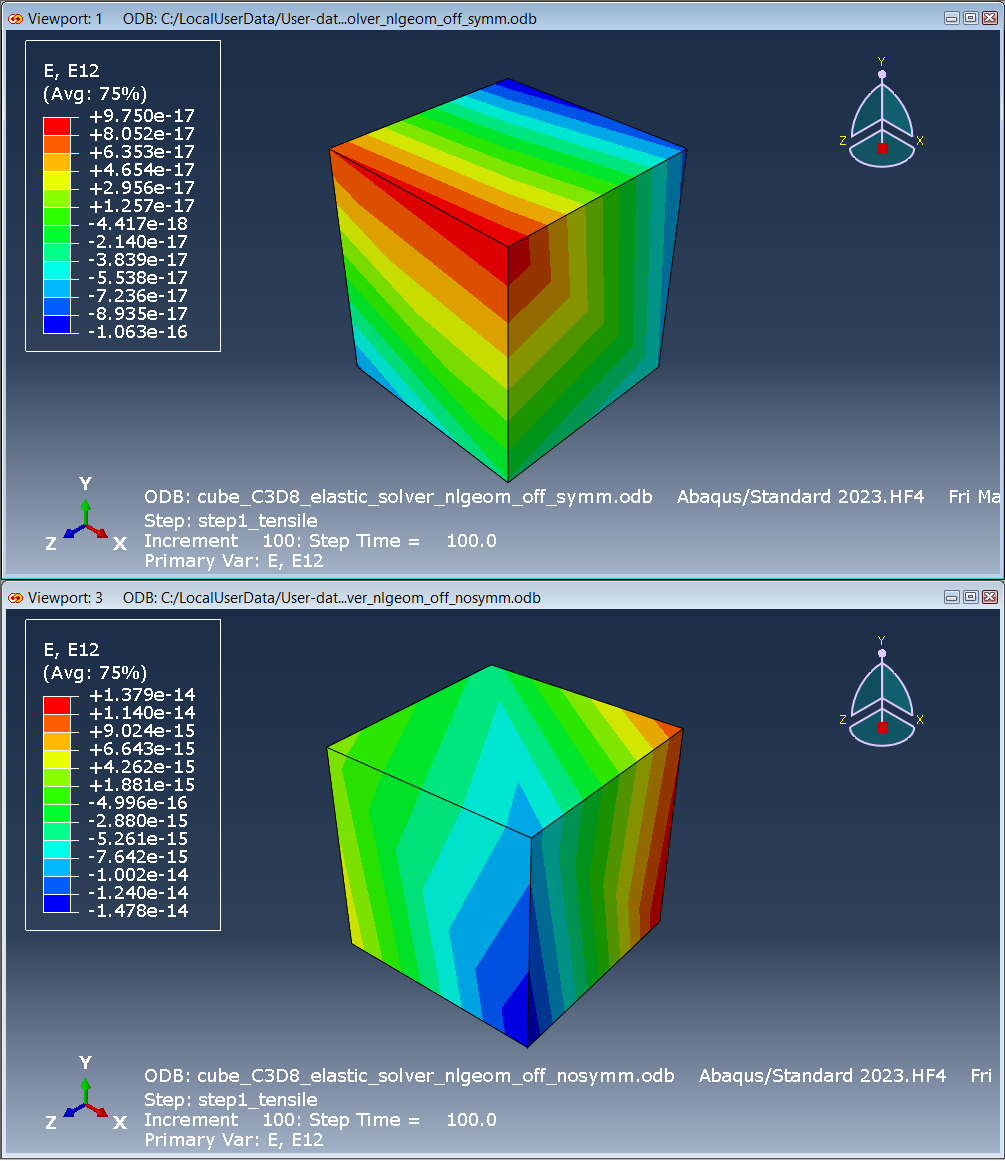 Viewport: 1 ODB: C:/LocalUserData/User-dat...olver_nlgeom_off_symm.odb
E, E12
(Avg: 75%)
+9.750e-17
+8.052e-17
+6.353e-17
+4.654e-17
+2.956e-17
+1.257e-17
-4.417e-18
-2.140e-17
-3.839e-17
-5.538e-17
-7.236e-17
-8.935e-17
-1.063e-16
Y
Z X
Y
Z X
ODB: cube_C3D8_elastic_solver_nlgeom_off_symm.odb Abaqus/Standard 2023.HF4 Fri Ma
Step: step1_tensile
Increment 100: Step Time = 100.0
Primary Var: E, E12
Viewport: 3 ODB: C:/LocalUserData/User-dat...ver_nlgeom_off_nosymm.odb
E, E12
(Avg: 75%)
+1.379e-14
+1.140e-14
+9.024e-15
+6.643e-15
+4.262e-15
+1.881e-15
-4.996e-16
-2.880e-15
-5.261e-15
-7.642e-15
-1.002e-14
-1.240e-14
-1.478e-14
Y
Z X
Y
Z X
ODB: cube_C3D8_elastic_solver_nlgeom_off_nosymm.odb Abaqus/Standard 2023.HF4 Fri
Step: step1_tensile
Increment 100: Step Time = 100.0
Primary Var: E, E12